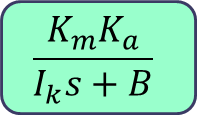 KₘKₐ
Iₖs + B